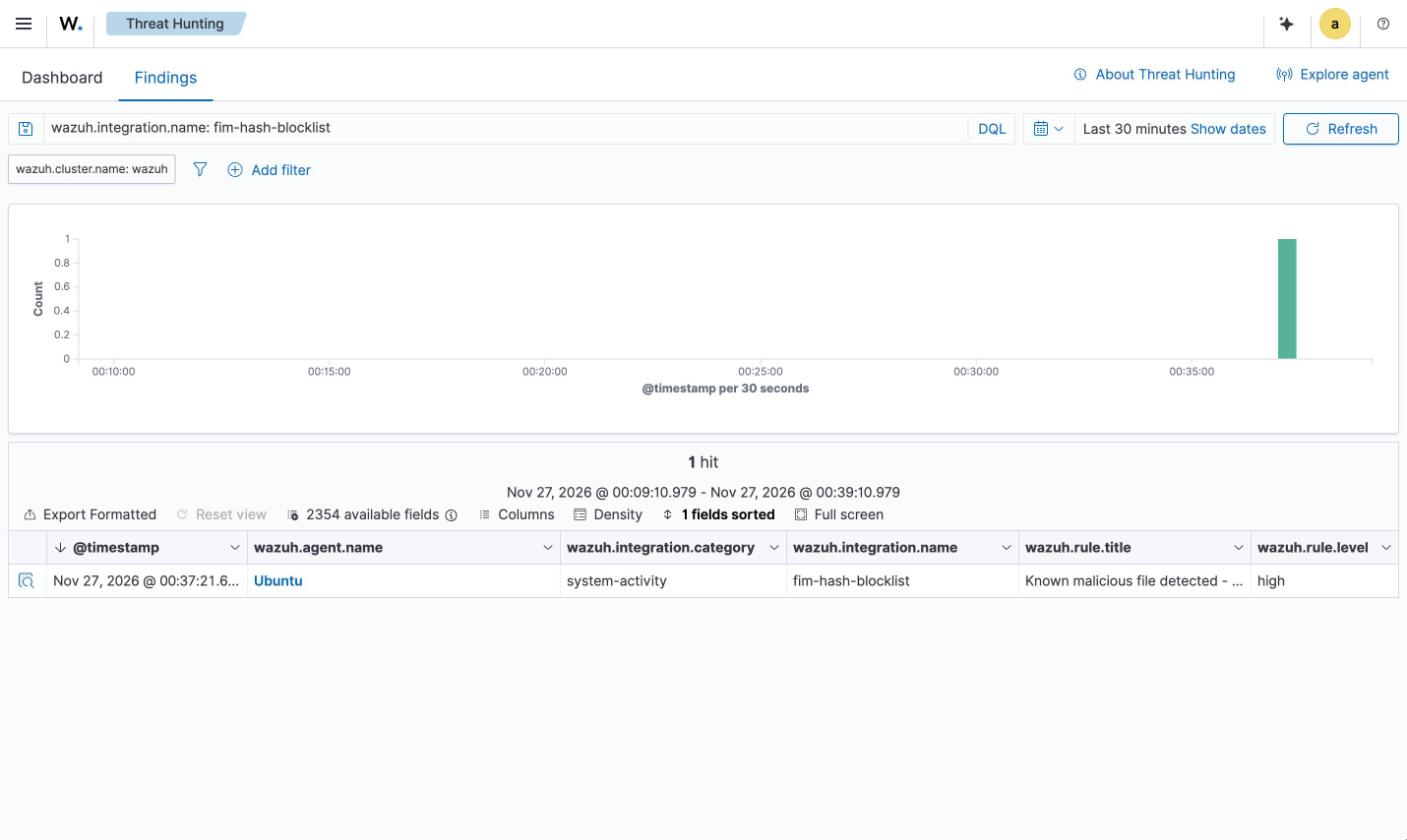 W. Threat Hunting a
Dashboard Findings About Threat Hunting Explore agent
wazuh.integration.name: fim-hash-blocklist DQL Last 30 minutes Show dates Refresh
wazuh.cluster.name: wazuh Add filter
1
0.8
0.6
0.4
0.2
0
Count
00:10:00 00:15:00 00:20:00 00:25:00 00:30:00 00:35:00
@timestamp per 30 seconds
1 hit
Nov 27, 2026 @ 00:09:10.979 - Nov 27, 2026 @ 00:39:10.979
Export Formatted Reset view 2354 available fields Columns Density 1 fields sorted Full screen
@timestamp wazuh.agent.name wazuh.integration.category wazuh.integration.name wazuh.rule.title wazuh.rule.level
Nov 27, 2026 @ 00:37:21.6... Ubuntu system-activity fim-hash-blocklist Known malicious file detected - ... high